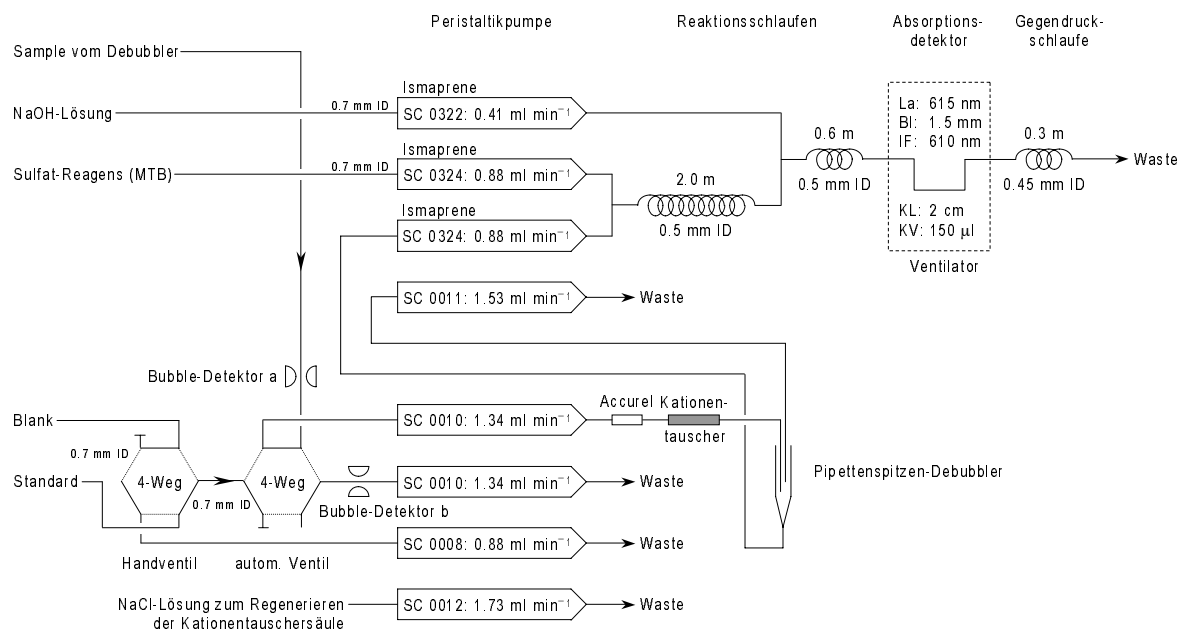 Peristaltikpumpe
Reaktionsschlaufen
Absorptions-
detektor
Gegendruck-
schlaufe
Sample vom Debubbler
Ismaprene
NaOH-Lösung
0.7 mm ID
SC 0322: 0.41 ml min⁻¹
La: 615 nm
Bl: 1.5 mm
IF: 610 nm
0.6 m
0.3 m
Waste
Ismaprene
Sulfat-Reagens (MTB)
0.7 mm ID
SC 0324: 0.88 ml min⁻¹
2.0 m
0.5 mm ID
0.45 mm ID
Ismaprene
SC 0324: 0.88 ml min⁻¹
0.5 mm ID
KL: 2 cm
KV: 150 µl
Ventilator
SC 0011: 1.53 ml min⁻¹
Waste
Bubble-Detektor a
Blank
SC 0010: 1.34 ml min⁻¹
Accurel
Kationen-
tauscher
0.7 mm ID
Standard
4-Weg
0.7 mm ID
4-Weg
SC 0010: 1.34 ml min⁻¹
Waste
Pipettenspitzen-Debubbler
Bubble-Detektor b
SC 0008: 0.88 ml min⁻¹
Waste
Handventil
autom. Ventil
NaCl-Lösung zum Regenerieren
der Kationentauschersäule
SC 0012: 1.73 ml min⁻¹
Waste